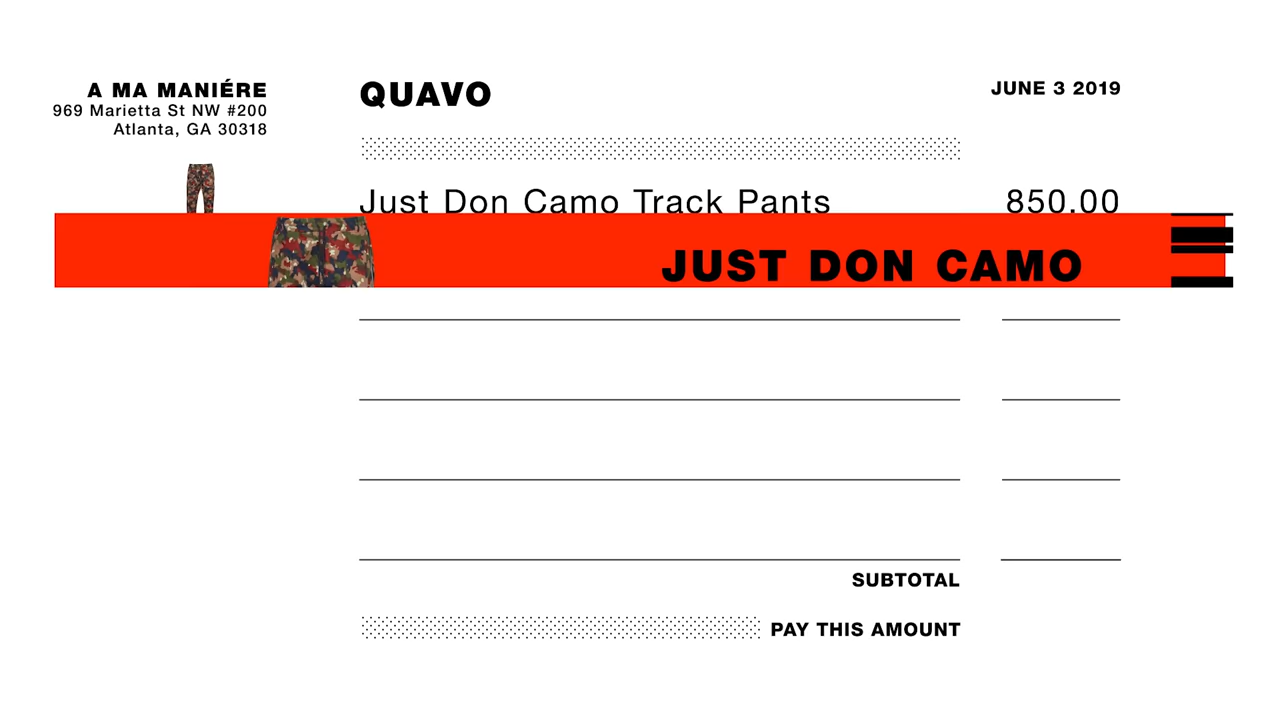 A MA MANIÉRE
969 Marietta St NW #200
Atlanta, GA 30318
QUAVO
JUNE 3 2019
Just Don Camo Track Pants 850.00
JUST DON CAMO
SUBTOTAL
PAY THIS AMOUNT